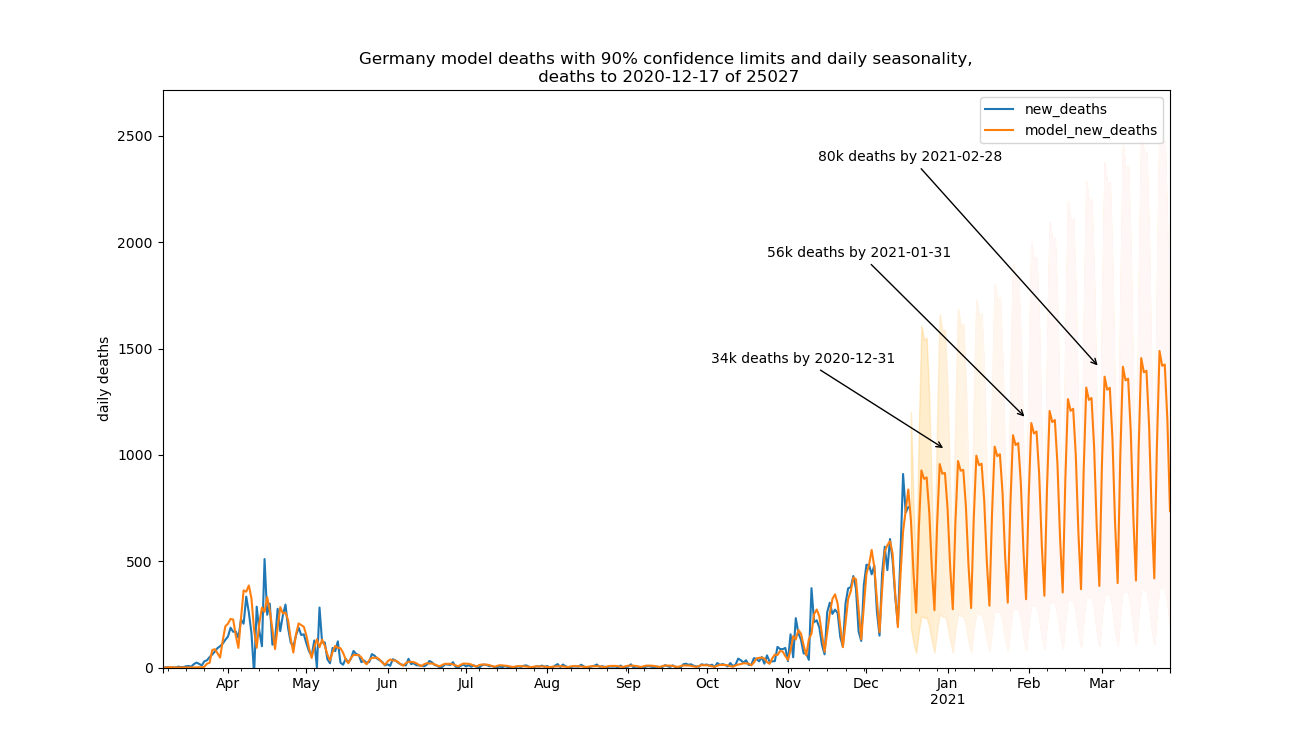 Germany model deaths with 90% confidence limits and daily seasonality,
deaths to 2020-12-17 of 25027
new_deaths
model_new_deaths
2500
80k deaths by 2021-02-28
2000
56k deaths by 2021-01-31
1500
34k deaths by 2020-12-31
daily deaths
1000
500
0
Apr May Jun Jul Aug Sep Oct Nov Dec Jan Feb Mar
2021